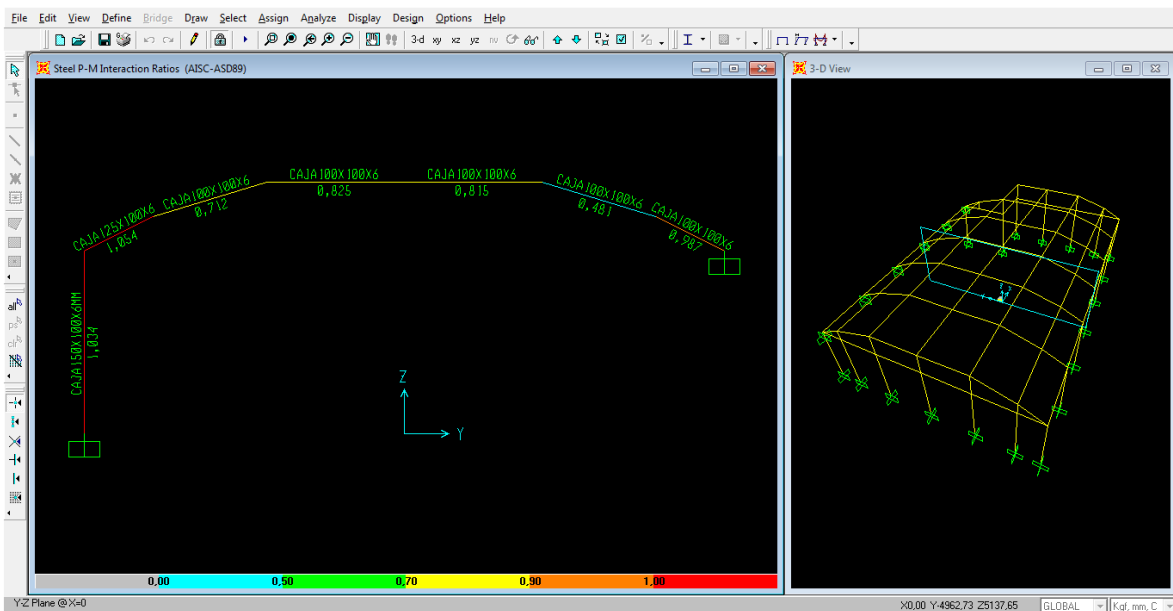 File Edit View Define Bridge Draw Select Assign Analyze Display Design Options Help
3-d xy xz yz nv
Steel P-M Interaction Ratios (AISC-ASD89)
3-D View
all
ps
clr
CAJA150X100X6MM
1,034
CAJA125X100X6
1,054
CAJA100X100X6
0,712
CAJA100X100X6
0,825
CAJA100X100X6
0,815
CAJA100X100X6
0,481
CAJA100X100X6
0,987
Z
Y
0,00 0,50 0,70 0,90 1,00
Y-Z Plane @ X=0
X0,00 Y-4962,73 Z5137,65
GLOBAL
Kgf, mm, C